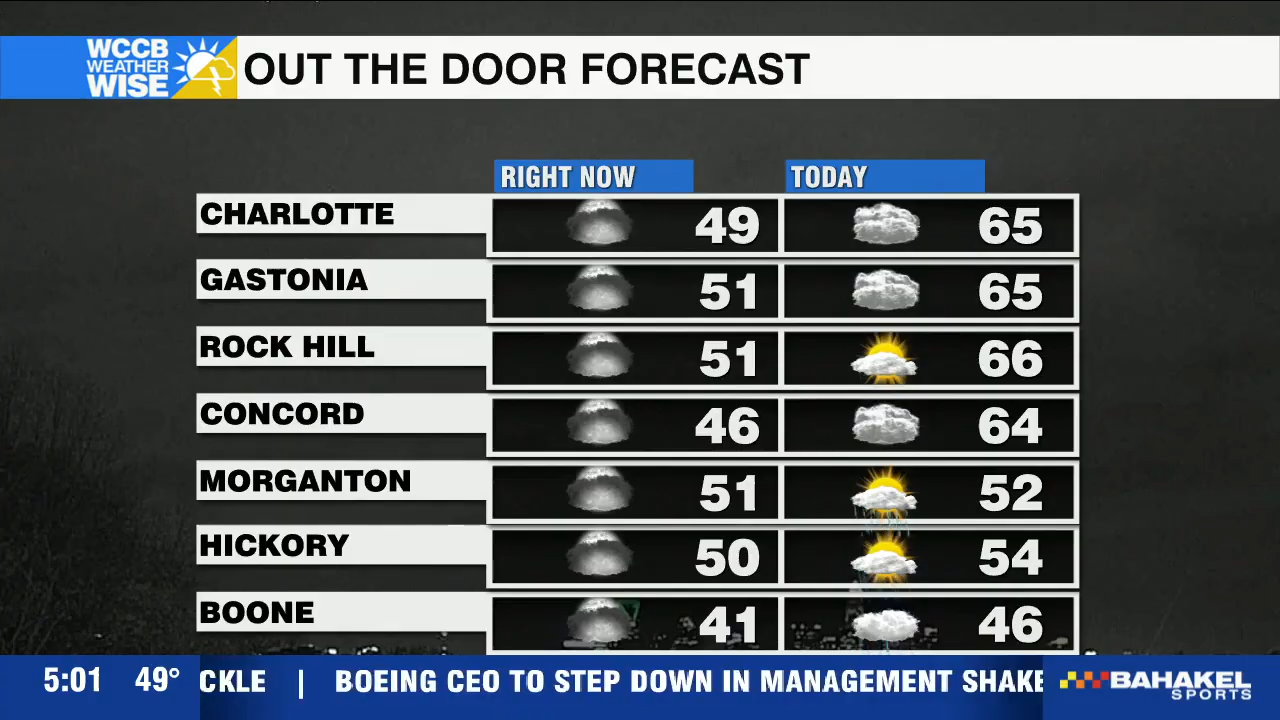 WCCB
WEATHER
WISE
OUT THE DOOR FORECAST
RIGHT NOW TODAY
CHARLOTTE 49 65
GASTONIA 51 65
ROCK HILL 51 66
CONCORD 46 64
MORGANTON 51 52
HICKORY 50 54
BOONE 41 46
5:01 49° CKLE | BOEING CEO TO STEP DOWN IN MANAGEMENT SHAKE
BAHAKEL
SPORTS